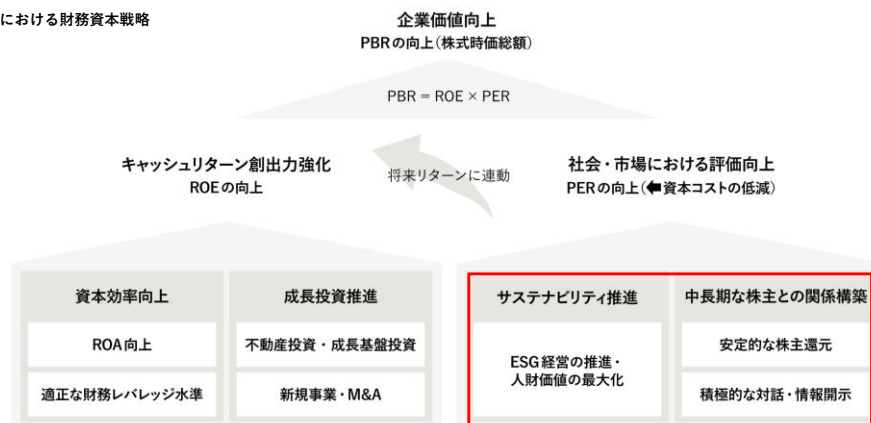 における財務資本戦略
企業価値向上
PBRの向上（株式時価総額）
PBR = ROE × PER
キャッシュリターン創出力強化
ROEの向上
将来リターンに連動
社会・市場における評価向上
PERの向上（🡄資本コストの低減）
資本効率向上
ROA向上
適正な財務レバレッジ水準
成長投資推進
不動産投資・成長基盤投資
新規事業・M&A
サステナビリティ推進
ESG経営の推進・
人財価値の最大化
中長期な株主との関係構築
安定的な株主還元
積極的な対話・情報開示